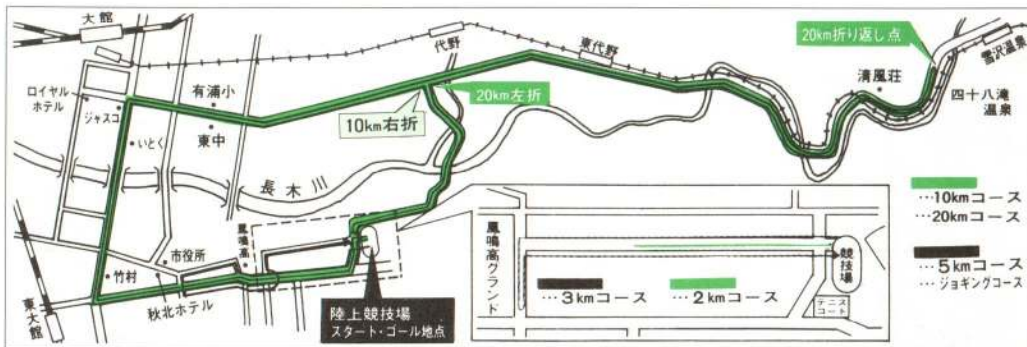 大館
代野
東代野
20km折り返し点
雪沢温泉
清風荘
四十八滝
温泉
ロイヤル
ホテル
ジャスコ
有浦小
東中
いとく
10km右折
20km左折
長木川
鳳鳴高
市役所
竹村
秋北ホテル
東大館
陸上競技場
スタート・ゴール地点
鳳鳴高グランド
競技場
テニス
コート
…3kmコース
…2kmコース
…10kmコース
…20kmコース
…5kmコース
…ジョギングコース